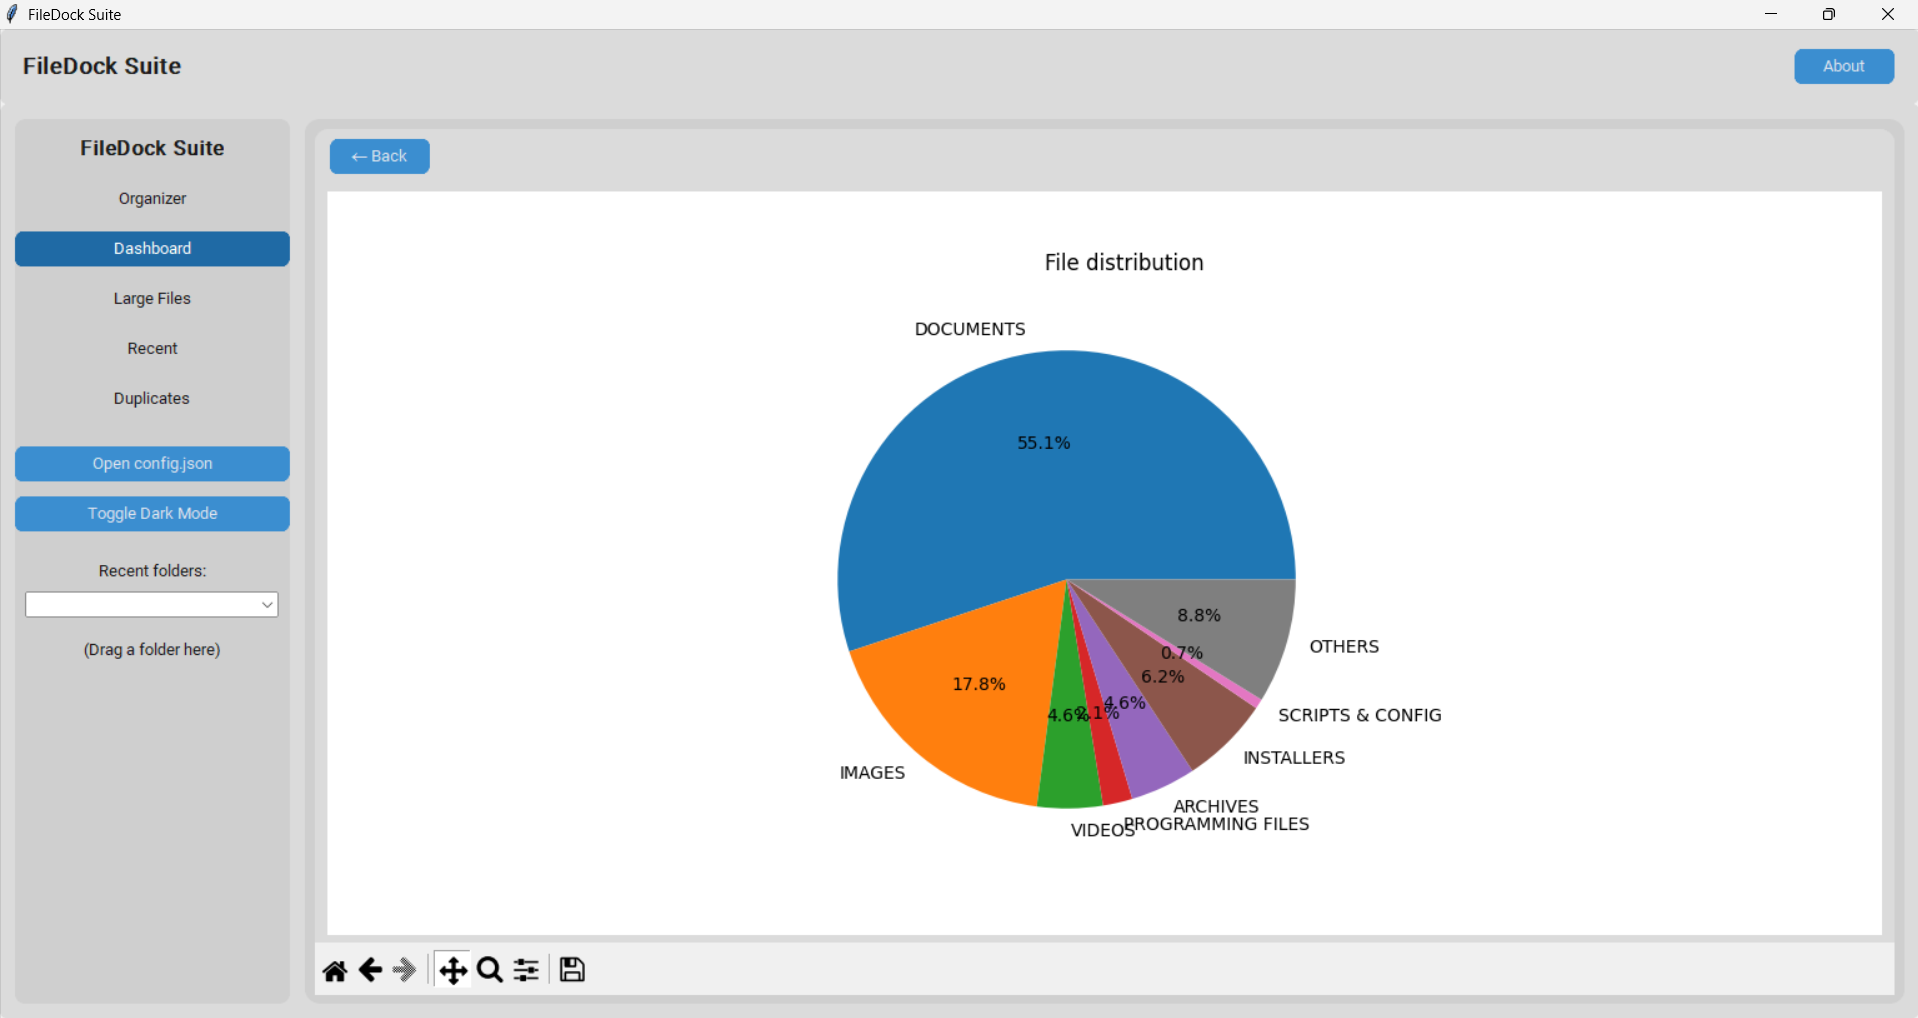 FileDock Suite
FileDock Suite
About
FileDock Suite
Organizer
Dashboard
Large Files
Recent
Duplicates
Open config.json
Toggle Dark Mode
Recent folders:
(Drag a folder here)
← Back
File distribution
DOCUMENTS
55.1%
8.8%
OTHERS
0.7%
6.2%
17.8%
4.6%
4.6%
2.1%
SCRIPTS & CONFIG
INSTALLERS
IMAGES
ARCHIVES
PROGRAMMING FILES
VIDEOS